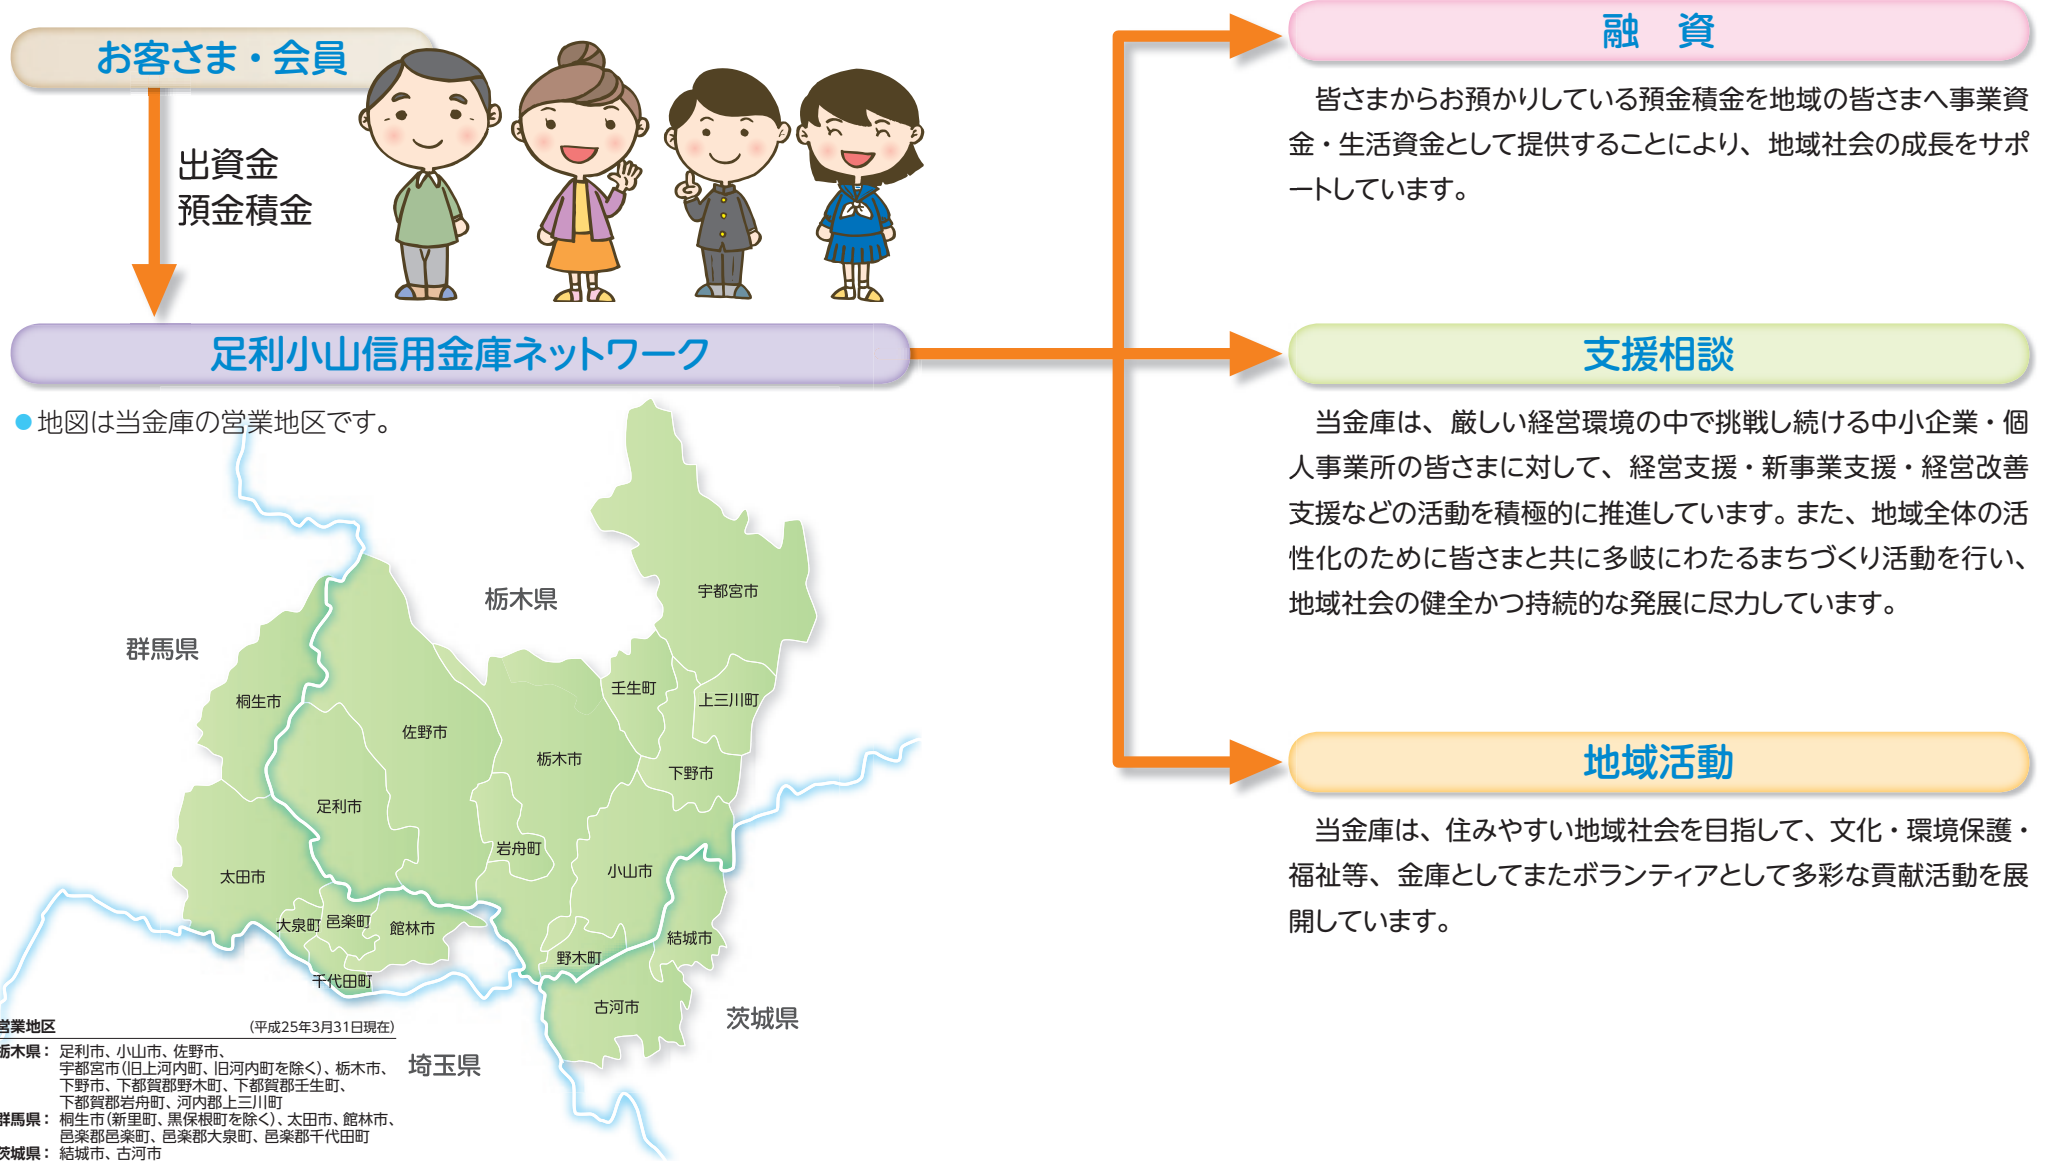 お客さま・会員
出資金
預金積金
足利小山信用金庫ネットワーク
●地図は当金庫の営業地区です。
栃木県
群馬県
宇都宮市
壬生町
上三川町
桐生市
佐野市
栃木市
下野市
足利市
岩舟町
小山市
太田市
大泉町
邑楽町
館林市
結城市
野木町
千代田町
古河市
茨城県
埼玉県
営業地区 (平成25年3月31日現在)
栃木県： 足利市、小山市、佐野市、
宇都宮市(旧上河内町、旧河内町を除く)、栃木市、
下野市、下都賀郡野木町、下都賀郡壬生町、
下都賀郡岩舟町、河内郡上三川町
群馬県： 桐生市(新里町、黒保根町を除く)、太田市、館林市、
邑楽郡邑楽町、邑楽郡大泉町、邑楽郡千代田町
茨城県： 結城市、古河市
融　資
皆さまからお預かりしている預金積金を地域の皆さまへ事業資
金・生活資金として提供することにより、地域社会の成長をサポ
ートしています。
支援相談
当金庫は、厳しい経営環境の中で挑戦し続ける中小企業・個
人事業所の皆さまに対して、経営支援・新事業支援・経営改善
支援などの活動を積極的に推進しています。また、地域全体の活
性化のために皆さまと共に多岐にわたるまちづくり活動を行い、
地域社会の健全かつ持続的な発展に尽力しています。
地域活動
当金庫は、住みやすい地域社会を目指して、文化・環境保護・
福祉等、金庫としてまたボランティアとして多彩な貢献活動を展
開しています。